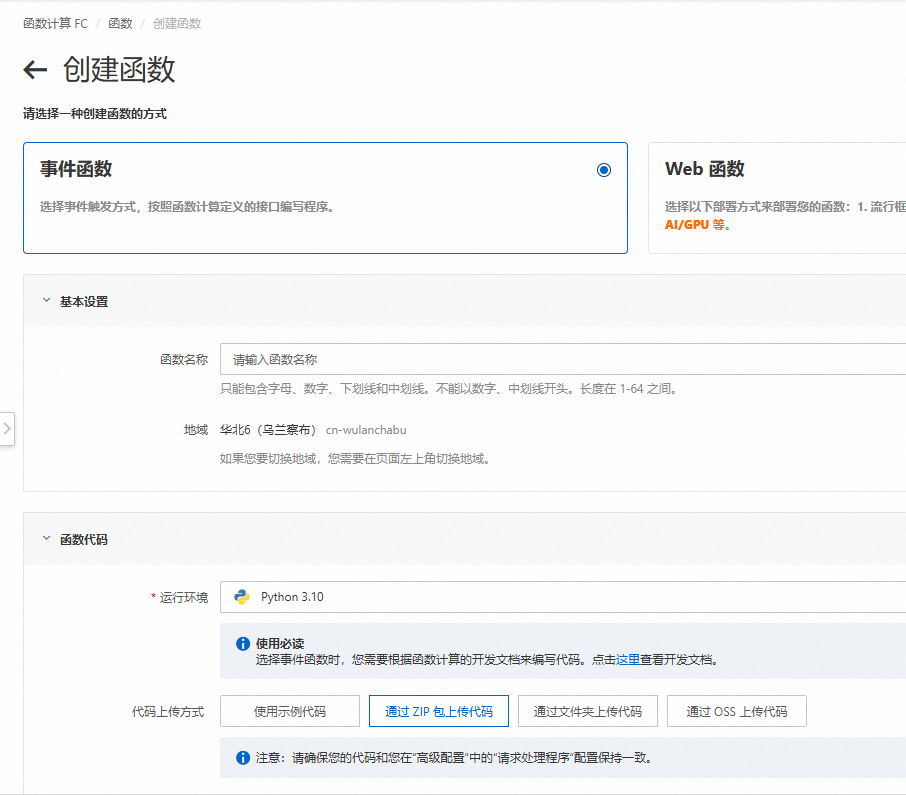 函数计算 FC / 函数 / 创建函数
创建函数
请选择一种创建函数的方式
事件函数
选择事件触发方式，按照函数计算定义的接口编写程序。
Web 函数
选择以下部署方式来部署您的函数：1. 流行框
AI/GPU 等。
基本设置
函数名称
请输入函数名称
只能包含字母、数字、下划线和中划线。不能以数字、中划线开头。长度在 1-64 之间。
地域
华北6（乌兰察布） cn-wulanchabu
如果您要切换地域，您需要在页面左上角切换地域。
函数代码
* 运行环境
Python 3.10
使用必读
选择事件函数时，您需要根据函数计算的开发文档来编写代码。点击这里查看开发文档。
代码上传方式
使用示例代码
通过 ZIP 包上传代码
通过文件夹上传代码
通过 OSS 上传代码
注意：请确保您的代码和您在“高级配置”中的“请求处理程序”配置保持一致。